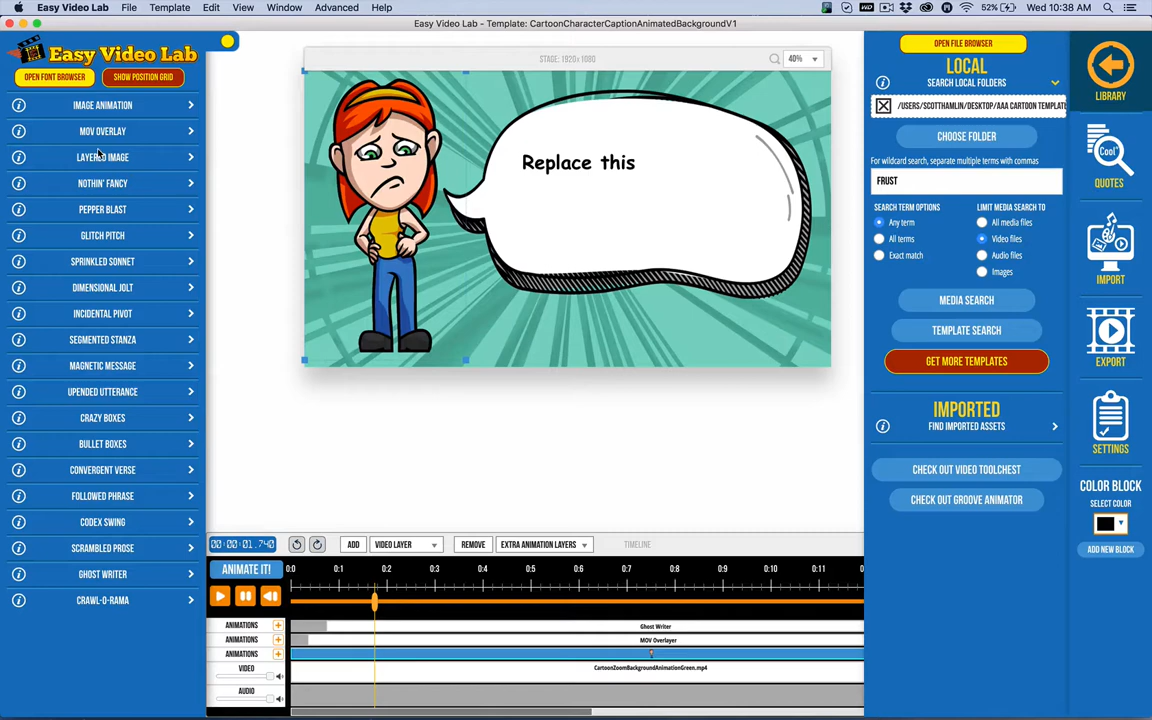 Easy Video Lab File Template Edit View Window Advanced Help
52% Wed 10:38 AM
Easy Video Lab - Template: CartoonCharacterCaptionAnimatedBackgroundV1
Easy Video Lab
OPEN FONT BROWSER
SHOW POSITION GRID
IMAGE ANIMATION
MOV OVERLAY
LAYERED IMAGE
NOTHIN' FANCY
PEPPER BLAST
GLITCH PITCH
SPRINKLED SONNET
DIMENSIONAL JOLT
INCIDENTAL PIVOT
SEGMENTED STANZA
MAGNETIC MESSAGE
UPENDED UTTERANCE
CRAZY BOXES
BULLET BOXES
CONVERGENT VERSE
FOLLOWED PHRASE
CODEX SWING
SCRAMBLED PROSE
GHOST WRITER
CRAWL-O-RAMA
STAGE: 1920x1080
40%
Replace this
00:00:01.740
ADD
VIDEO LAYER
REMOVE
EXTRA ANIMATION LAYERS
TIMELINE
ANIMATE IT!
0:0 0:1 0:2 0:3 0:4 0:5 0:6 0:7 0:8 0:9 0:10 0:11
ANIMATIONS + Ghost Writer
ANIMATIONS + MOV Overlayer
ANIMATIONS +
VIDEO CartoonZoomBackgroundAnimationGreen.mp4
AUDIO
OPEN FILE BROWSER
LOCAL
SEARCH LOCAL FOLDERS
/USERS/SCOTTHAMLIN/DESKTOP/AAA CARTOON TEMPLAT
CHOOSE FOLDER
For wildcard search, separate multiple terms with commas
FRUST
SEARCH TERM OPTIONS
Any term
All terms
Exact match
LIMIT MEDIA SEARCH TO
All media files
Video files
Audio files
Images
MEDIA SEARCH
TEMPLATE SEARCH
GET MORE TEMPLATES
IMPORTED
FIND IMPORTED ASSETS
CHECK OUT VIDEO TOOLCHEST
CHECK OUT GROOVE ANIMATOR
LIBRARY
Cool
QUOTES
IMPORT
EXPORT
SETTINGS
COLOR BLOCK
SELECT COLOR
ADD NEW BLOCK